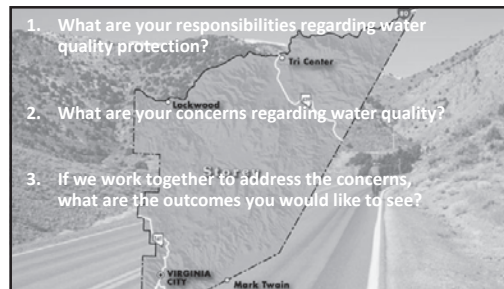 1. What are your responsibilities regarding water
quality protection?
Tri Center
Lockwood
2. What are your concerns regarding water quality?
Storey
3. If we work together to address the concerns,
what are the outcomes you would like to see?
VIRGINIA
CITY
Mark Twain